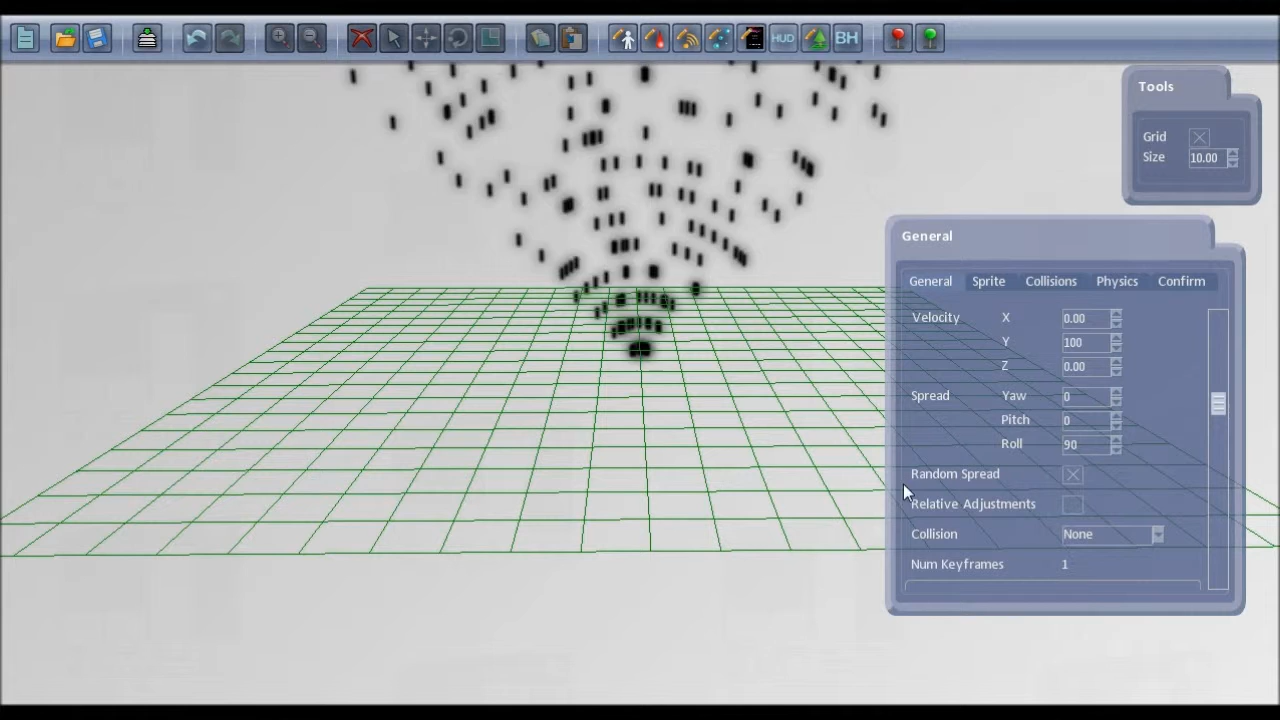 HUD BH
Tools
Grid
Size 10.00
General
General Sprite Collisions Physics Confirm
Velocity X 0.00
Y 100
Z 0.00
Spread Yaw 0
Pitch 0
Roll 90
Random Spread
Relative Adjustments
Collision None
Num Keyframes 1